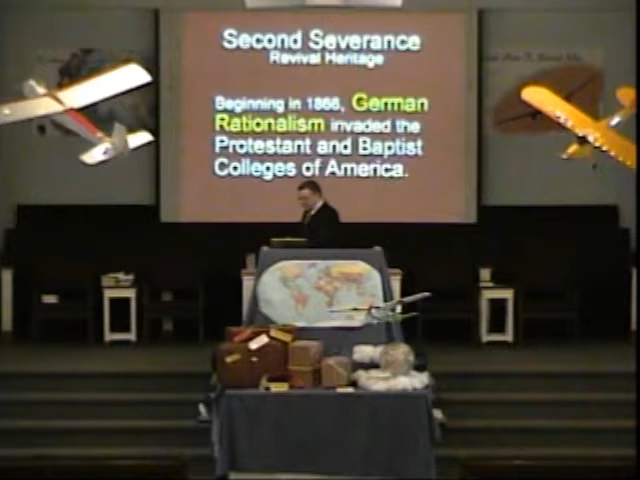 Second Severance
Revival Heritage
Beginning in 1866, German
Rationalism invaded the
Protestant and Baptist
Colleges of America.